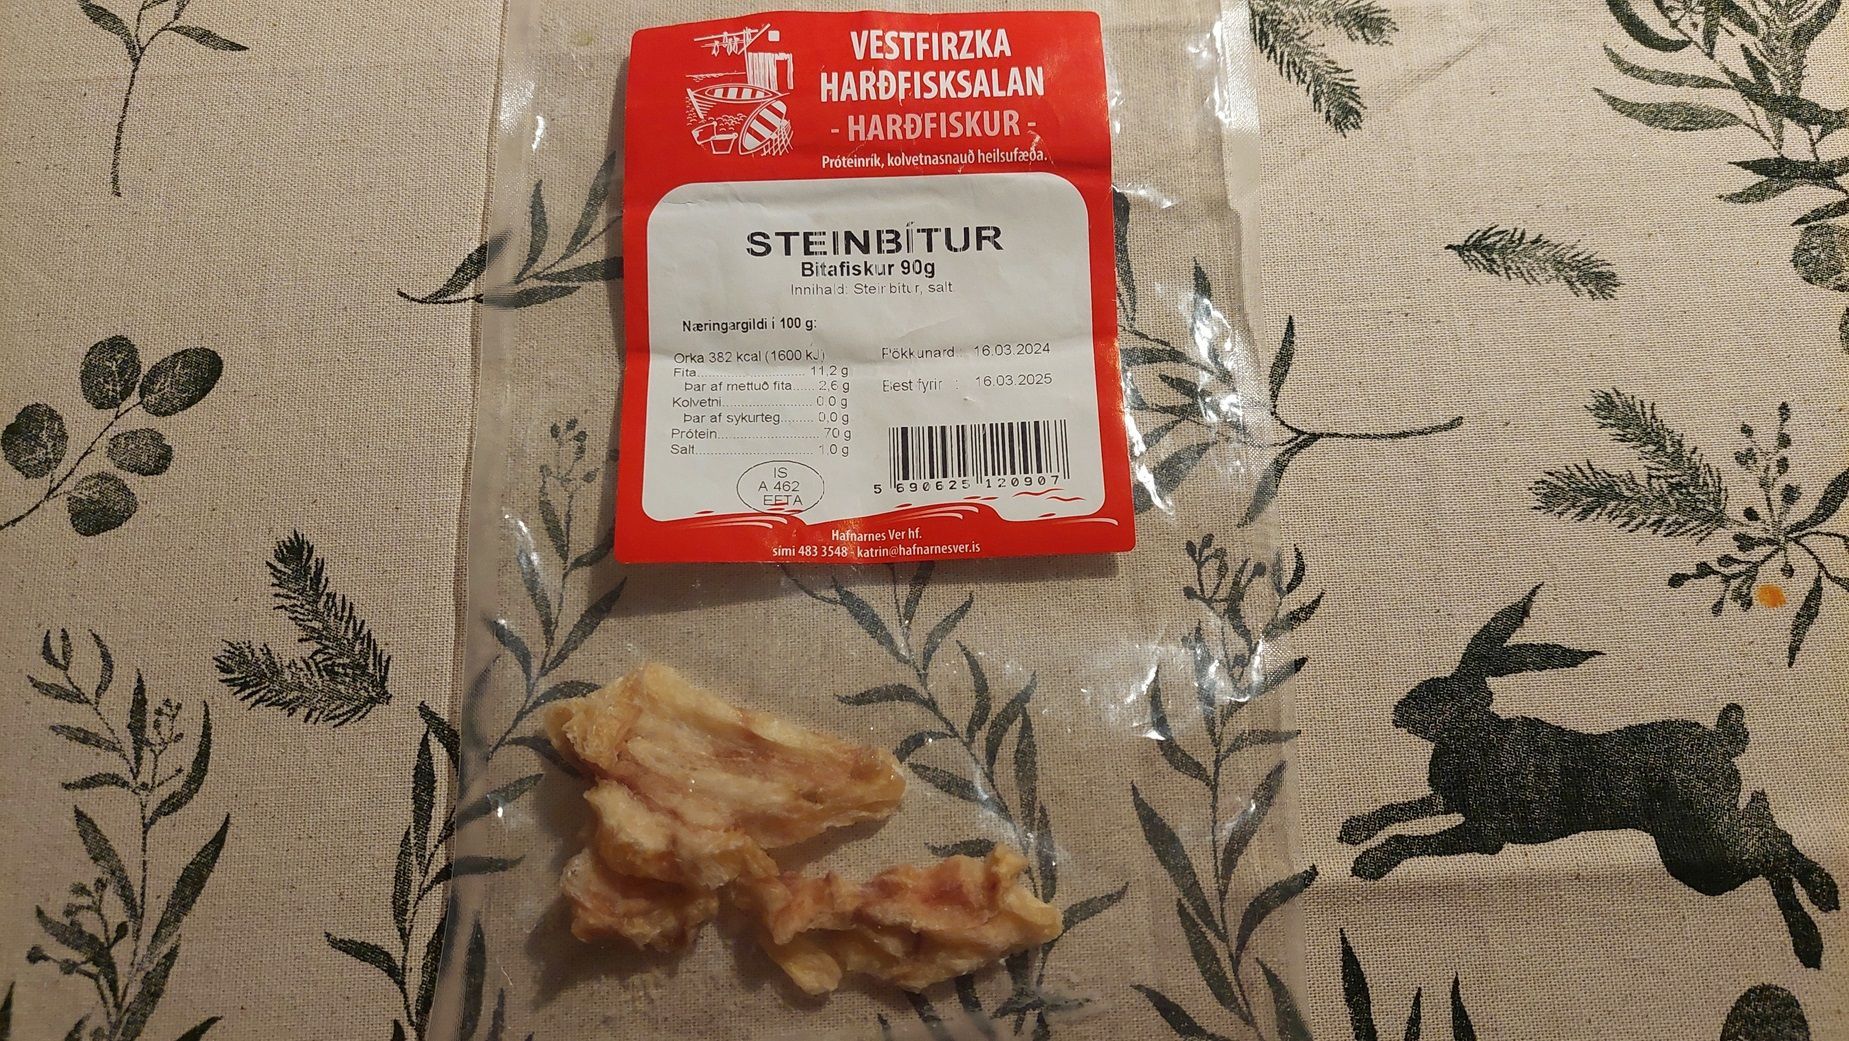 VESTFIRZKA
HARÐFISKSALAN
- HARÐFISKUR -
Próteinrík, kolvetnasnauð heilsufæða.
STEINBÍTUR
Bitafiskur 90g
Innihald: Steinbítur, salt
Næringargildi í 100 g:
Orka 382 kcal (1600 kJ)
Fita..................... 11,2 g
Þar af mettuð fita...... 2,6 g
Kolvetni..................... 0,0 g
Þar af sykurteg........ 0,0 g
Prótein..................... 70 g
Salt..................... 1,0 g
Pökkunard.: 16.03.2024
Best fyrir : 16.03.2025
IS
A 462
EFTA
5 690625 120907
Hafnarnes Ver hf.
sími 483 3548 - katrin@hafnarnesver.is